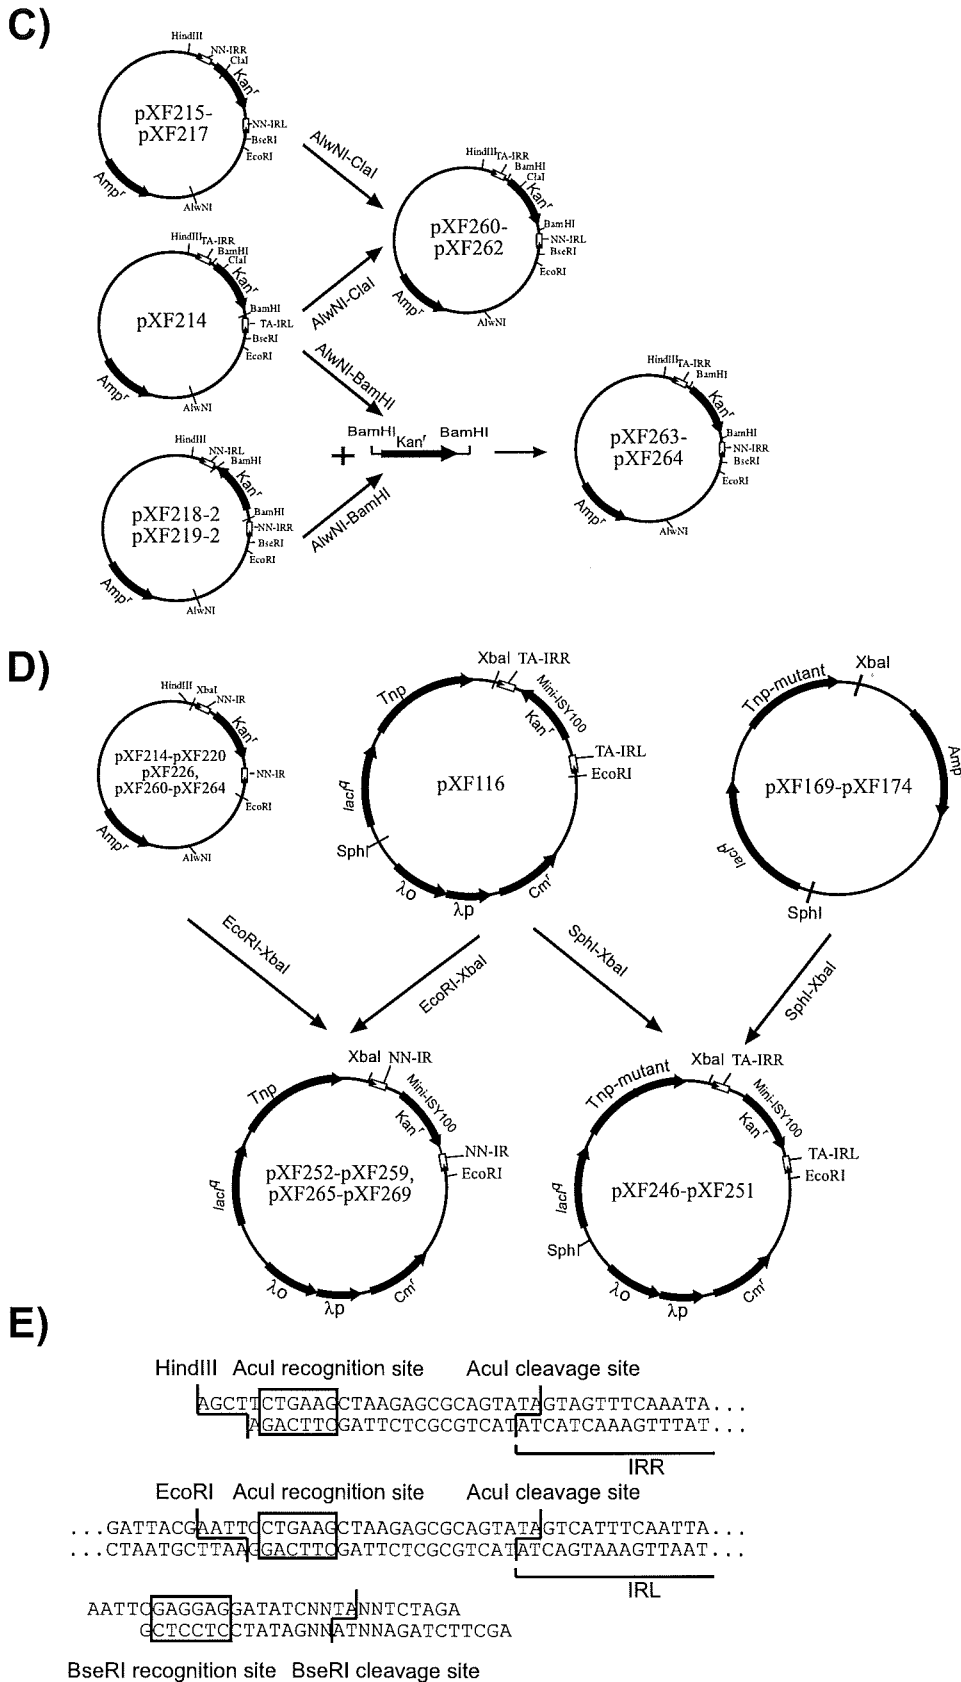 C)
HindIII
NN-IRR
ClaI
Kanʳ
pXF215-
pXF217
NN-IRL
BseRI
EcoRI
Ampʳ
AlwNI
AlwNI-ClaI
HindIII
TA-IRR
BamHI
ClaI
Kanʳ
pXF260-
pXF262
BamHI
NN-IRL
BseRI
EcoRI
Ampʳ
AlwNI
HindIII
TA-IRR
BamHI
ClaI
Kanʳ
pXF214
BamHI
TA-IRL
BseRI
EcoRI
Ampʳ
AlwNI
AlwNI-ClaI
AlwNI-BamHI
BamHI Kanʳ BamHI
+
HindIII
TA-IRR
BamHI
Kanʳ
pXF263-
pXF264
BamHI
NN-IRR
BseRI
EcoRI
Ampʳ
AlwNI
HindIII
NN-IRL
BamHI
Kanʳ
pXF218-2
pXF219-2
BamHI
NN-IRR
BseRI
EcoRI
Ampʳ
AlwNI
AlwNI-BamHI
D)
HindIII
XbaI
NN-IR
Kanʳ
pXF214-pXF220
pXF226,
pXF260-pXF264
NN-IR
EcoRI
Ampʳ
AlwNI
XbaI TA-IRR
Tnp
Mini-ISY100
Kanʳ
pXF116
TA-IRL
EcoRI
lacI^q
SphI
λo
λp
Cmʳ
Tnp-mutant
XbaI
Amp
pXF169-pXF174
lacI^q
SphI
EcoRI-XbaI
EcoRI-XbaI
SphI-XbaI
SphI-XbaI
XbaI NN-IR
Tnp
Mini-ISY100
Kanʳ
NN-IR
EcoRI
pXF252-pXF259,
pXF265-pXF269
lacI^q
λo
λp
Cmʳ
XbaI TA-IRR
Tnp-mutant
Mini-ISY100
Kanʳ
TA-IRL
EcoRI
pXF246-pXF251
lacI^q
SphI
λo
λp
Cmʳ
E)
HindIII AcuI recognition site AcuI cleavage site
AGCTTCTGAAGCTAAGAGCGCAGTATAGTAGTTTCAAATA...
AGACTTCGATTCTCGCGTCATATCATCAAAGTTTAT...
IRR
EcoRI AcuI recognition site AcuI cleavage site
...GATTACGAATTCCTGAAGCTAAGAGCGCAGTATAGTCATTTCAATTA...
...CTAATGCTTAAGGACTTCGATTCTCGCGTCATATCAGTAAAGTTAAT...
IRL
AATTCGAGGAGGATATCNNTANNTCTAGA
GCTCCTCCTATAGNNATNNAGATCTTCGA
BseRI recognition site BseRI cleavage site